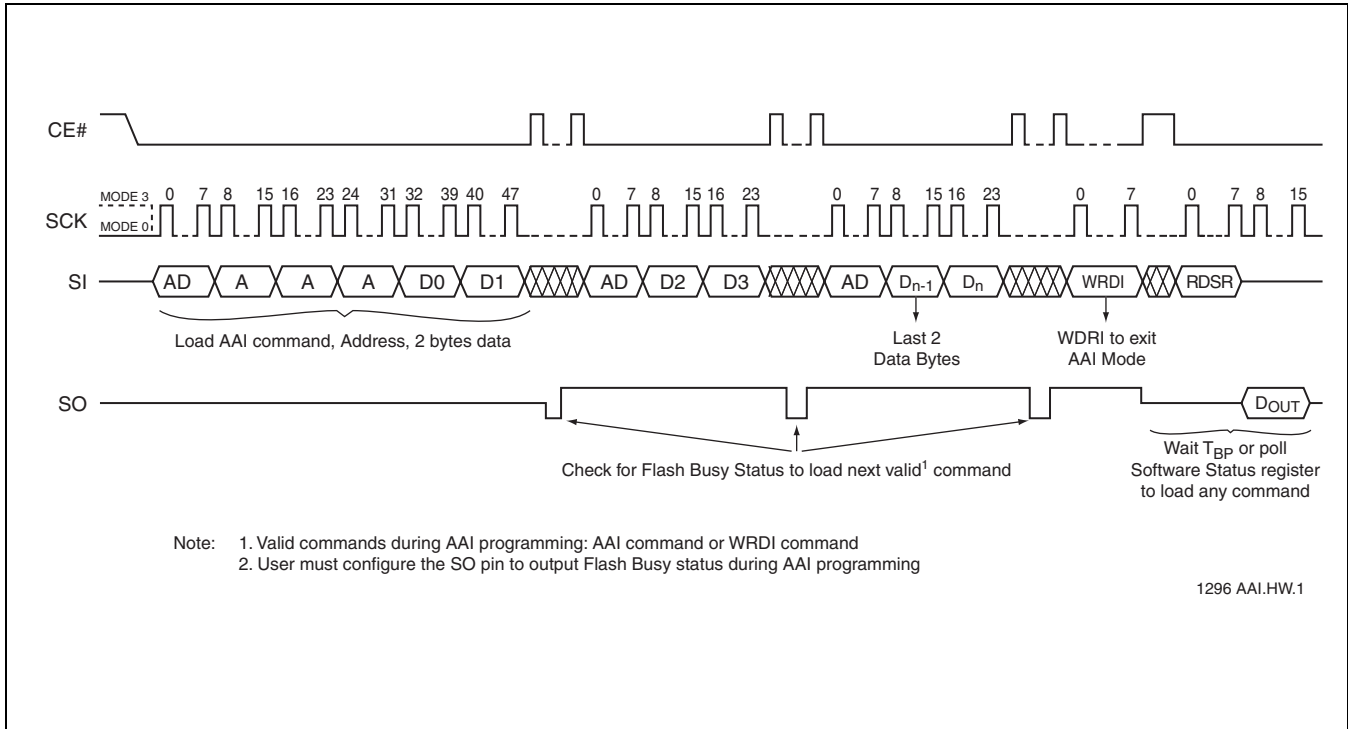 CE#
MODE 3
MODE 0
SCK
0 7 8 15 16 23 24 31 32 39 40 47 0 7 8 15 16 23 0 7 8 15 16 23 0 7 0 7 8 15
SI
AD A A A D0 D1 AD D2 D3 AD Dn-1 Dn WRDI RDSR
Load AAI command, Address, 2 bytes data
Last 2
Data Bytes
WDRI to exit
AAI Mode
SO
DOUT
Check for Flash Busy Status to load next valid¹ command
Wait TBP or poll
Software Status register
to load any command
Note: 1. Valid commands during AAI programming: AAI command or WRDI command
2. User must configure the SO pin to output Flash Busy status during AAI programming
1296 AAI.HW.1